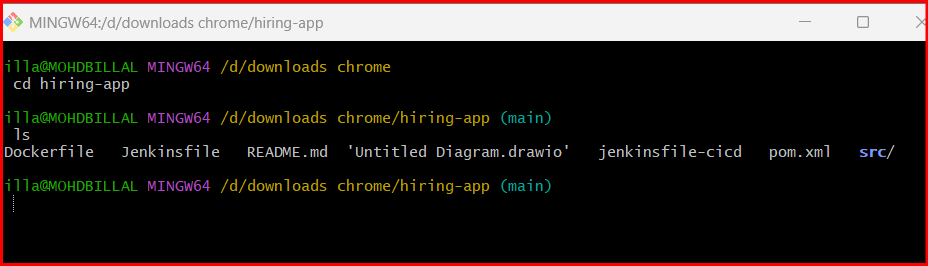 MINGW64:/d/downloads chrome/hiring-app
illa@MOHDBILLAL MINGW64 /d/downloads chrome
cd hiring-app
illa@MOHDBILLAL MINGW64 /d/downloads chrome/hiring-app (main)
ls
Dockerfile   Jenkinsfile   README.md  'Untitled Diagram.drawio'   jenkinsfile-cicd   pom.xml   src/
illa@MOHDBILLAL MINGW64 /d/downloads chrome/hiring-app (main)